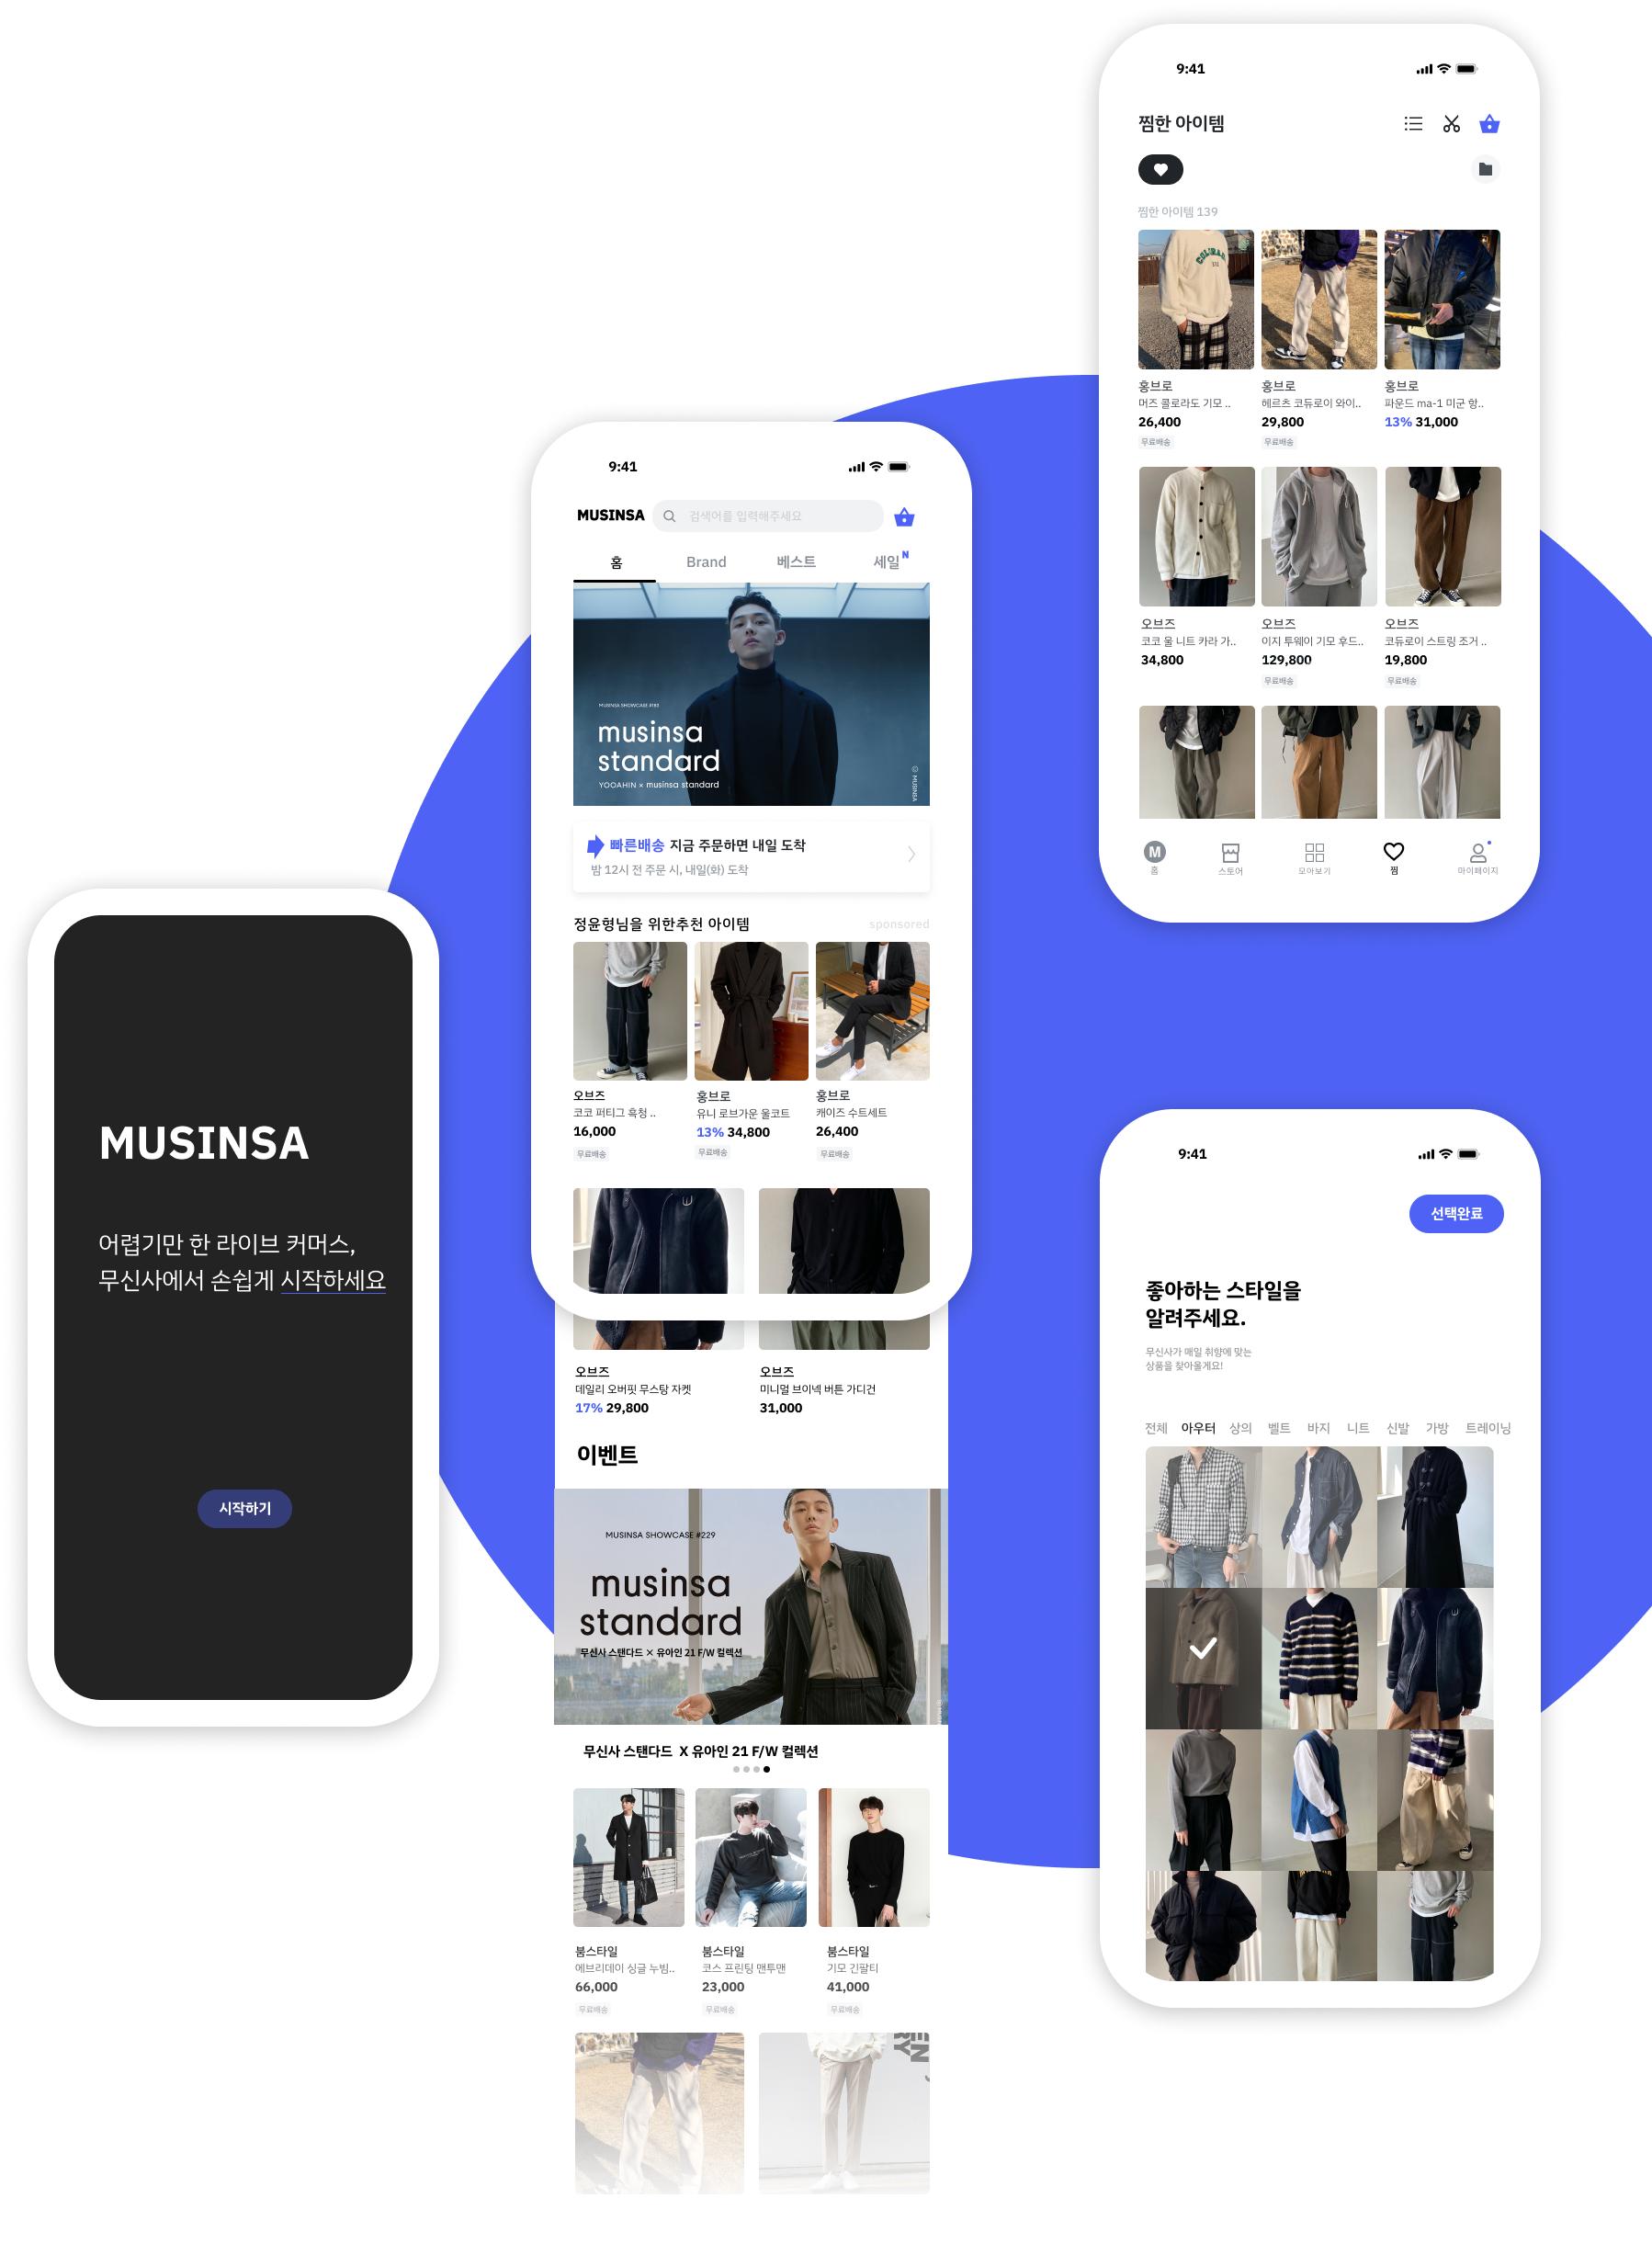 MUSINSA
어렵기만 한 라이브 커머스,
무신사에서 손쉽게 시작하세요
시작하기
9:41
MUSINSA
검색어를 입력해주세요
홈
Brand
베스트
세일 N
MUSINSA SHOWCASE #188
musinsa
standard
YOOAHIN × musinsa standard
© MUSINSA
빠른배송 지금 주문하면 내일 도착
밤 12시 전 주문 시, 내일(화) 도착
정윤형님을 위한추천 아이템
sponsored
오브즈
코코 퍼티그 흑청 ..
16,000
무료배송
홍브로
유니 로브가운 울코트
13% 34,800
무료배송
홍브로
캐이즈 수트세트
26,400
무료배송
오브즈
데일리 오버핏 무스탕 자켓
17% 29,800
오브즈
미니멀 브이넥 버튼 가디건
31,000
이벤트
MUSINSA SHOWCASE #229
musinsa
standard
무신사 스탠다드 × 유아인 21 F/W 컬렉션
무신사 스탠다드 X 유아인 21 F/W 컬렉션
붐스타일
에브리데이 싱글 누빔..
66,000
무료배송
붐스타일
코스 프린팅 맨투맨
23,000
무료배송
붐스타일
기모 긴팔티
41,000
무료배송
9:41
찜한 아이템
찜한 아이템 139
홍브로
머즈 콜로라도 기모 ..
26,400
무료배송
홍브로
헤르츠 코듀로이 와이..
29,800
무료배송
홍브로
파운드 ma-1 미군 항..
13% 31,000
오브즈
코코 울 니트 카라 가..
34,800
오브즈
이지 투웨이 기모 후드..
129,800
무료배송
오브즈
코듀로이 스트링 조거 ..
19,800
무료배송
M
홈
스토어
모아보기
찜
마이페이지
9:41
선택완료
좋아하는 스타일을
알려주세요.
무신사가 매일 취향에 맞는
상품을 찾아올게요!
전체 아우터 상의 벨트 바지 니트 신발 가방 트레이닝